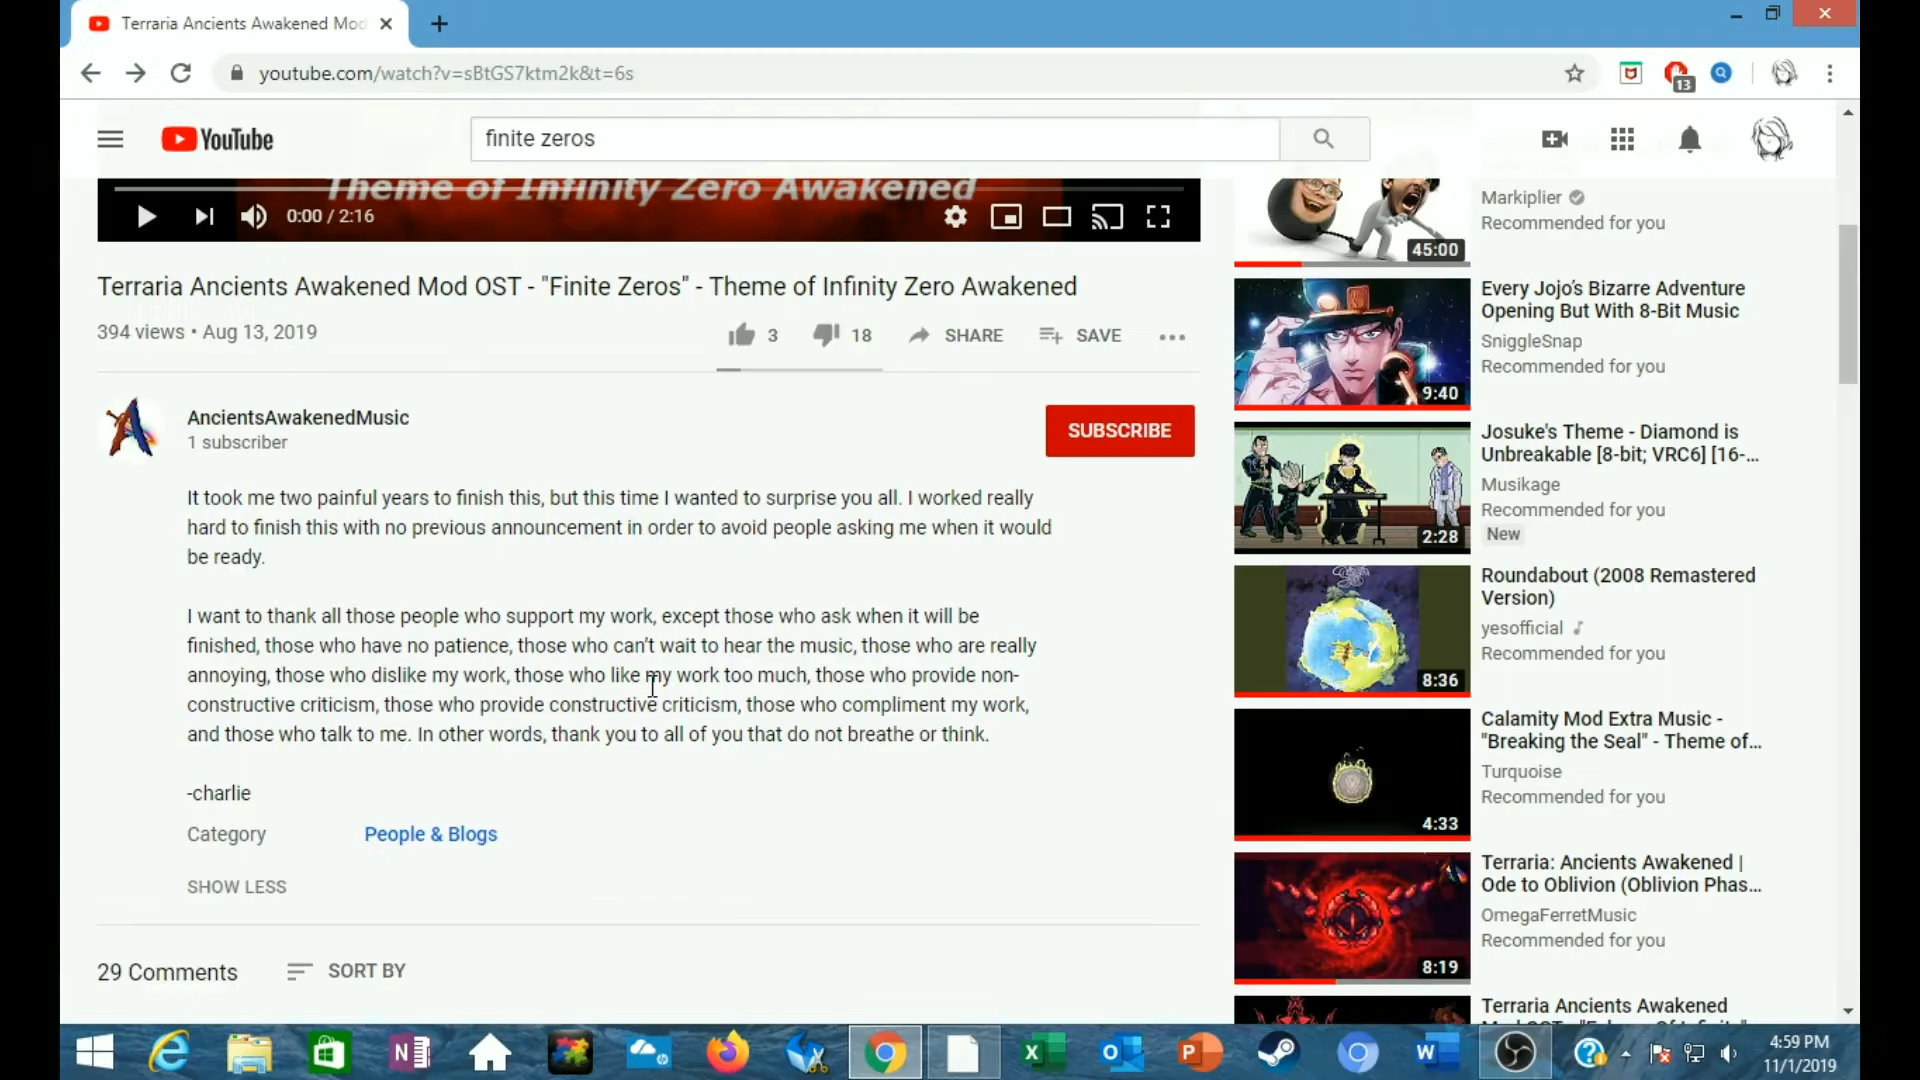 Terraria Ancients Awakened Mod
youtube.com/watch?v=sBtGS7ktm2k&t=6s
13
YouTube
finite zeros
Theme of Infinity Zero Awakened
0:00 / 2:16
Terraria Ancients Awakened Mod OST - "Finite Zeros" - Theme of Infinity Zero Awakened
394 views • Aug 13, 2019
3
18
SHARE
SAVE
AncientsAwakenedMusic
1 subscriber
SUBSCRIBE
It took me two painful years to finish this, but this time I wanted to surprise you all. I worked really
hard to finish this with no previous announcement in order to avoid people asking me when it would
be ready.
I want to thank all those people who support my work, except those who ask when it will be
finished, those who have no patience, those who can't wait to hear the music, those who are really
annoying, those who dislike my work, those who like my work too much, those who provide non-
constructive criticism, those who provide constructive criticism, those who compliment my work,
and those who talk to me. In other words, thank you to all of you that do not breathe or think.
-charlie
Category
People & Blogs
SHOW LESS
29 Comments
SORT BY
Markiplier
Recommended for you
45:00
Every Jojo's Bizarre Adventure
Opening But With 8-Bit Music
SniggleSnap
Recommended for you
9:40
Josuke's Theme - Diamond is
Unbreakable [8-bit; VRC6] [16-...
Musikage
Recommended for you
New
2:28
Roundabout (2008 Remastered
Version)
yesofficial
Recommended for you
8:36
Calamity Mod Extra Music -
"Breaking the Seal" - Theme of...
Turquoise
Recommended for you
4:33
Terraria: Ancients Awakened |
Ode to Oblivion (Oblivion Phas...
OmegaFerretMusic
Recommended for you
8:19
Terraria Ancients Awakened
4:59 PM
11/1/2019